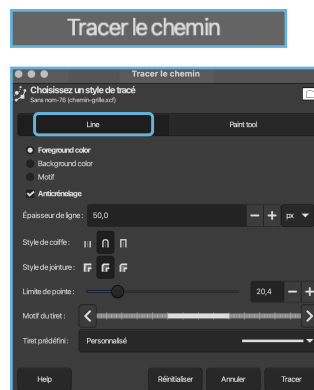 Tracer le chemin
Tracer le chemin
Choisissez un style de tracé
Sans nom-76 (chemin-grille.xcf)
Line Paint tool
Foreground color
Background color
Motif
Anticrénelage
Épaisseur de ligne : 50,0 px
Style de coiffe :
Style de jointure :
Limite de pointe : 20,4
Motif du tiret :
Tiret prédéfini : Personnalisé
Help Réinitialiser Annuler Tracer